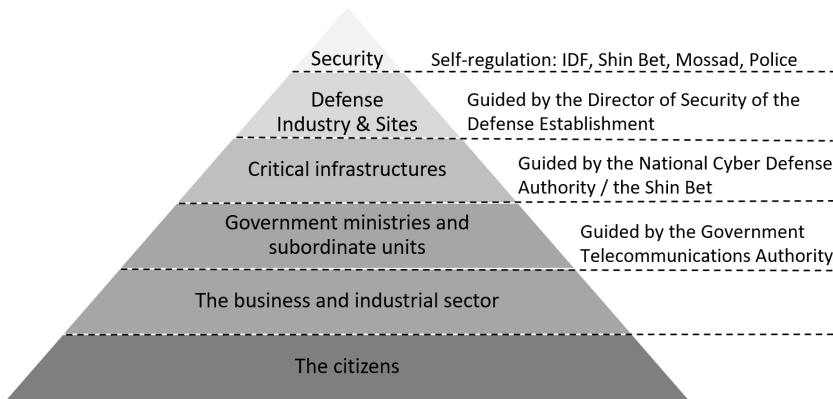 Security
Self-regulation: IDF, Shin Bet, Mossad, Police
Defense
Industry & Sites
Guided by the Director of Security of the
Defense Establishment
Critical infrastructures
Guided by the National Cyber Defense
Authority / the Shin Bet
Government ministries and
subordinate units
Guided by the Government
Telecommunications Authority
The business and industrial sector
The citizens